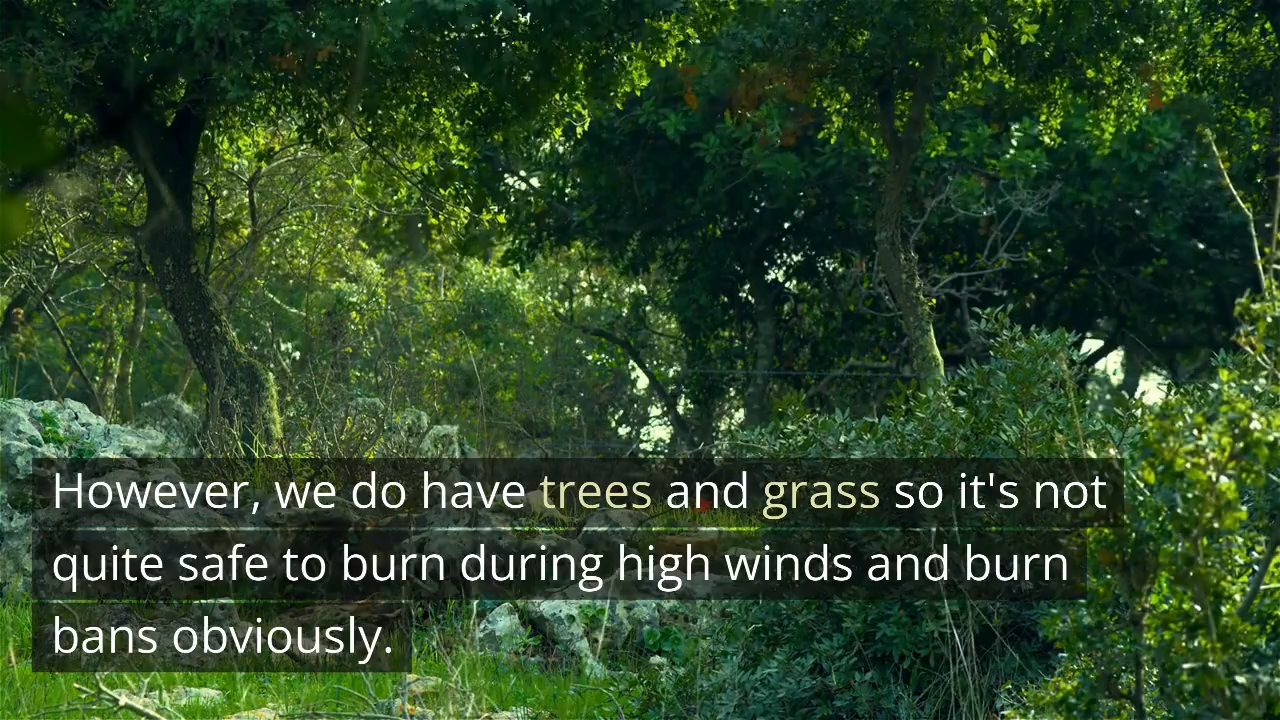 However, we do have trees and grass so it's not
quite safe to burn during high winds and burn
bans obviously.